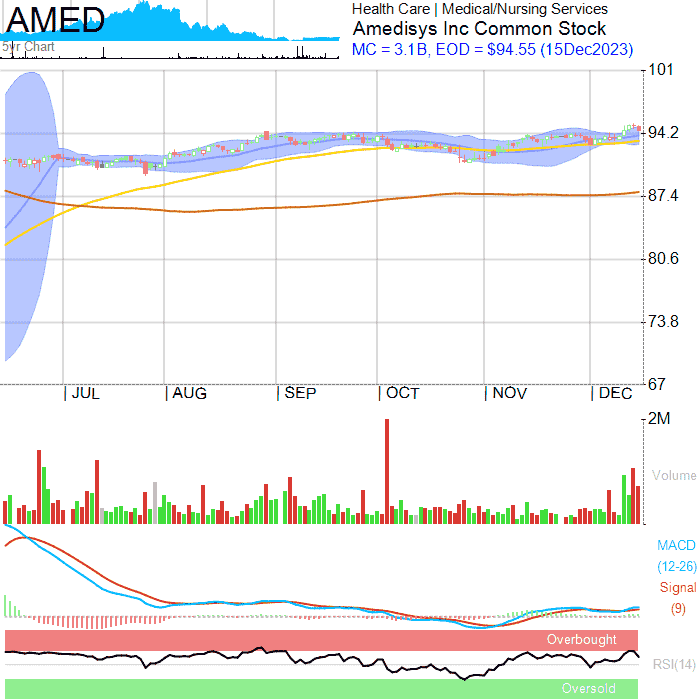 AMED
5yr Chart
Health Care | Medical/Nursing Services
Amedisys Inc Common Stock
MC = 3.1B, EOD = $94.55 (15Dec2023)
101
94.2
87.4
80.6
73.8
67
| JUL | AUG | SEP | OCT | NOV | DEC
2M
Volume
MACD
(12-26)
Signal
(9)
Overbought
RSI(14)
Oversold